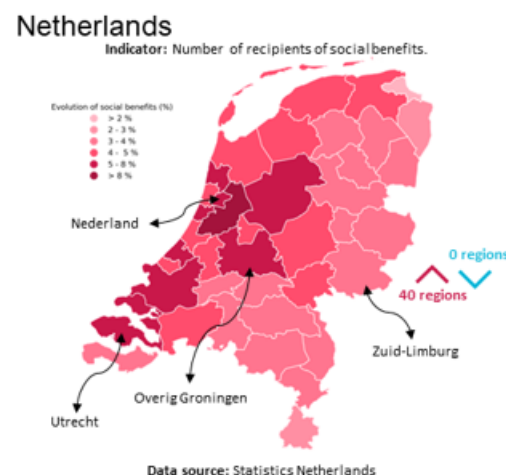 Netherlands
Indicator: Number of recipients of social benefits.
Evolution of social benefits (%)
> 2 %
2 - 3 %
3 - 4 %
4 - 5 %
5 - 8 %
> 8 %
Nederland
0 regions
40 regions
Zuid-Limburg
Overig Groningen
Utrecht
Data source: Statistics Netherlands